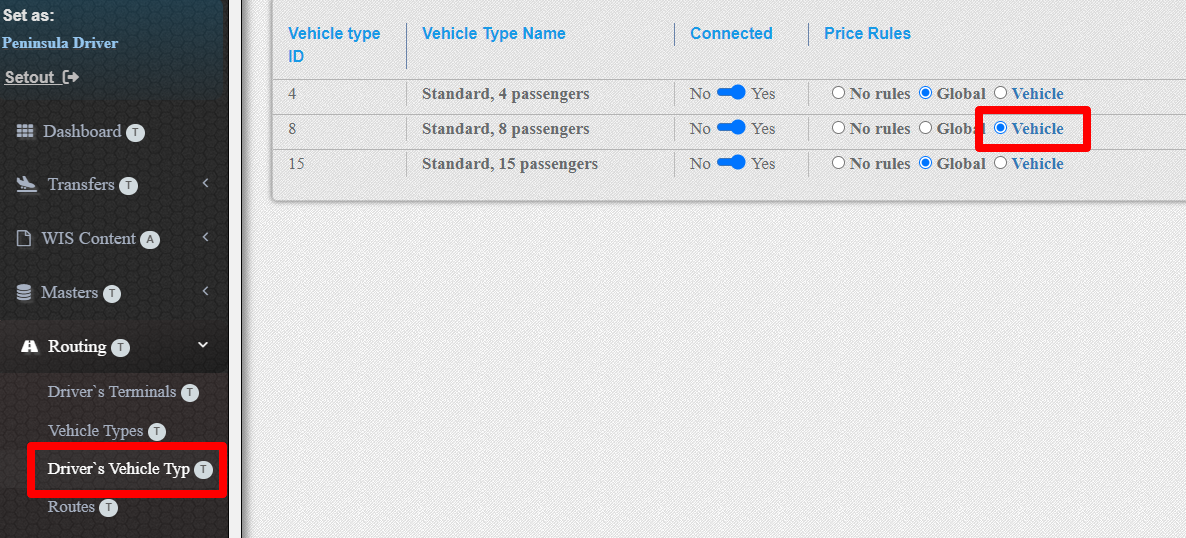 Set as:
Peninsula Driver
Setout
Dashboard T
Transfers T
WIS Content A
Masters T
Routing T
Driver`s Terminals T
Vehicle Types T
Driver`s Vehicle Typ T
Routes T
Vehicle type ID Vehicle Type Name Connected Price Rules
4 Standard, 4 passengers No Yes No rules Global Vehicle
8 Standard, 8 passengers No Yes No rules Global Vehicle
15 Standard, 15 passengers No Yes No rules Global Vehicle